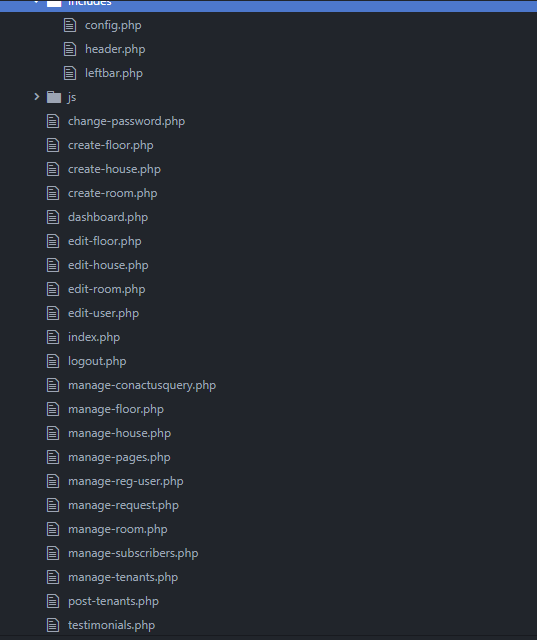 includes
config.php
header.php
leftbar.php
js
change-password.php
create-floor.php
create-house.php
create-room.php
dashboard.php
edit-floor.php
edit-house.php
edit-room.php
edit-user.php
index.php
logout.php
manage-conactusquery.php
manage-floor.php
manage-house.php
manage-pages.php
manage-reg-user.php
manage-request.php
manage-room.php
manage-subscribers.php
manage-tenants.php
post-tenants.php
testimonials.php